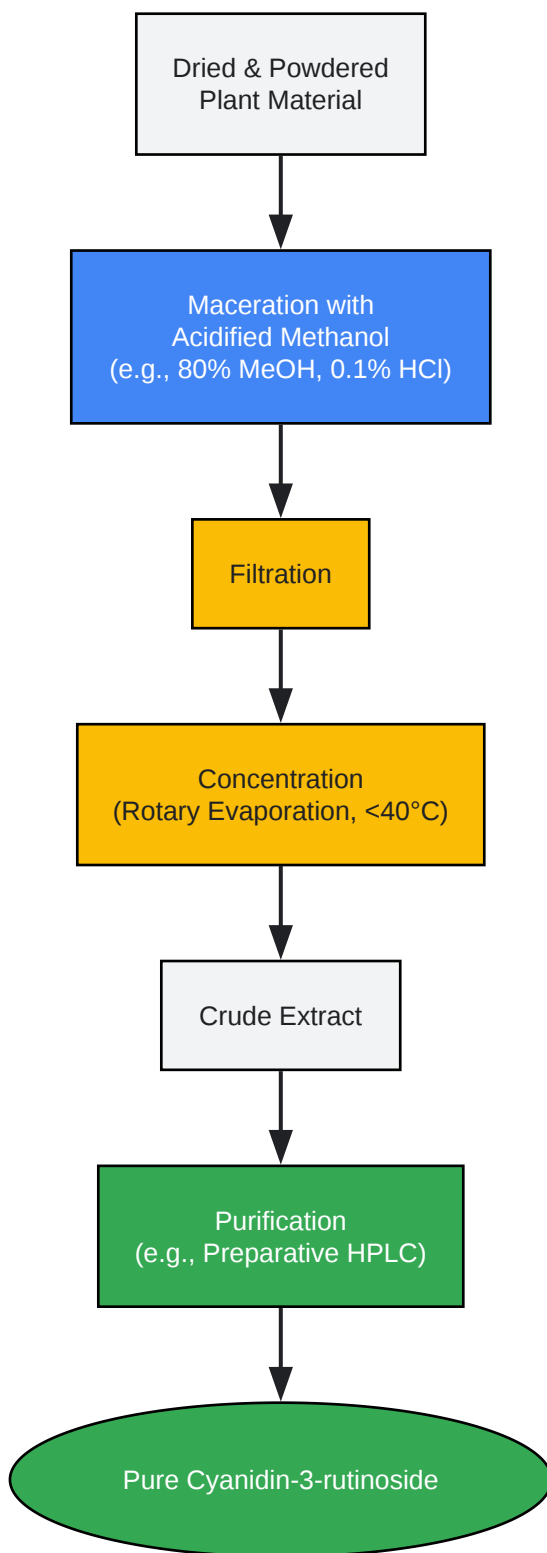 Dried & Powdered
Plant Material
Maceration with
Acidified Methanol
(e.g., 80% MeOH, 0.1% HCl)
Filtration
Concentration
(Rotary Evaporation, <40°C)
Crude Extract
Purification
(e.g., Preparative HPLC)
Pure Cyanidin-3-rutinoside